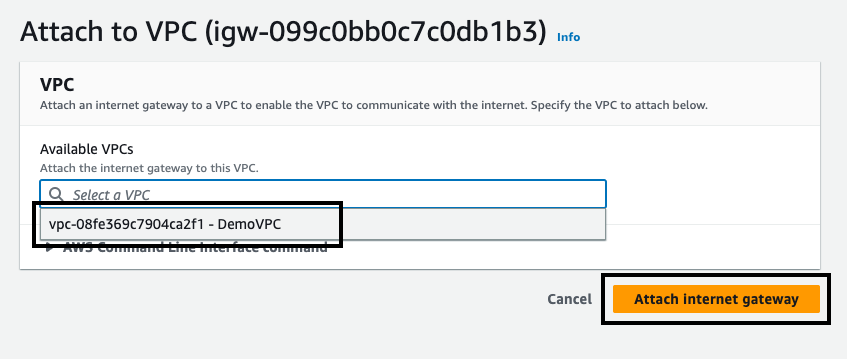 Attach to VPC (igw-099c0bb0c7c0db1b3) Info
VPC
Attach an internet gateway to a VPC to enable the VPC to communicate with the internet. Specify the VPC to attach below.
Available VPCs
Attach the internet gateway to this VPC.
Select a VPC
vpc-08fe369c7904ca2f1 - DemoVPC
AWS Command Line Interface command
Cancel Attach internet gateway